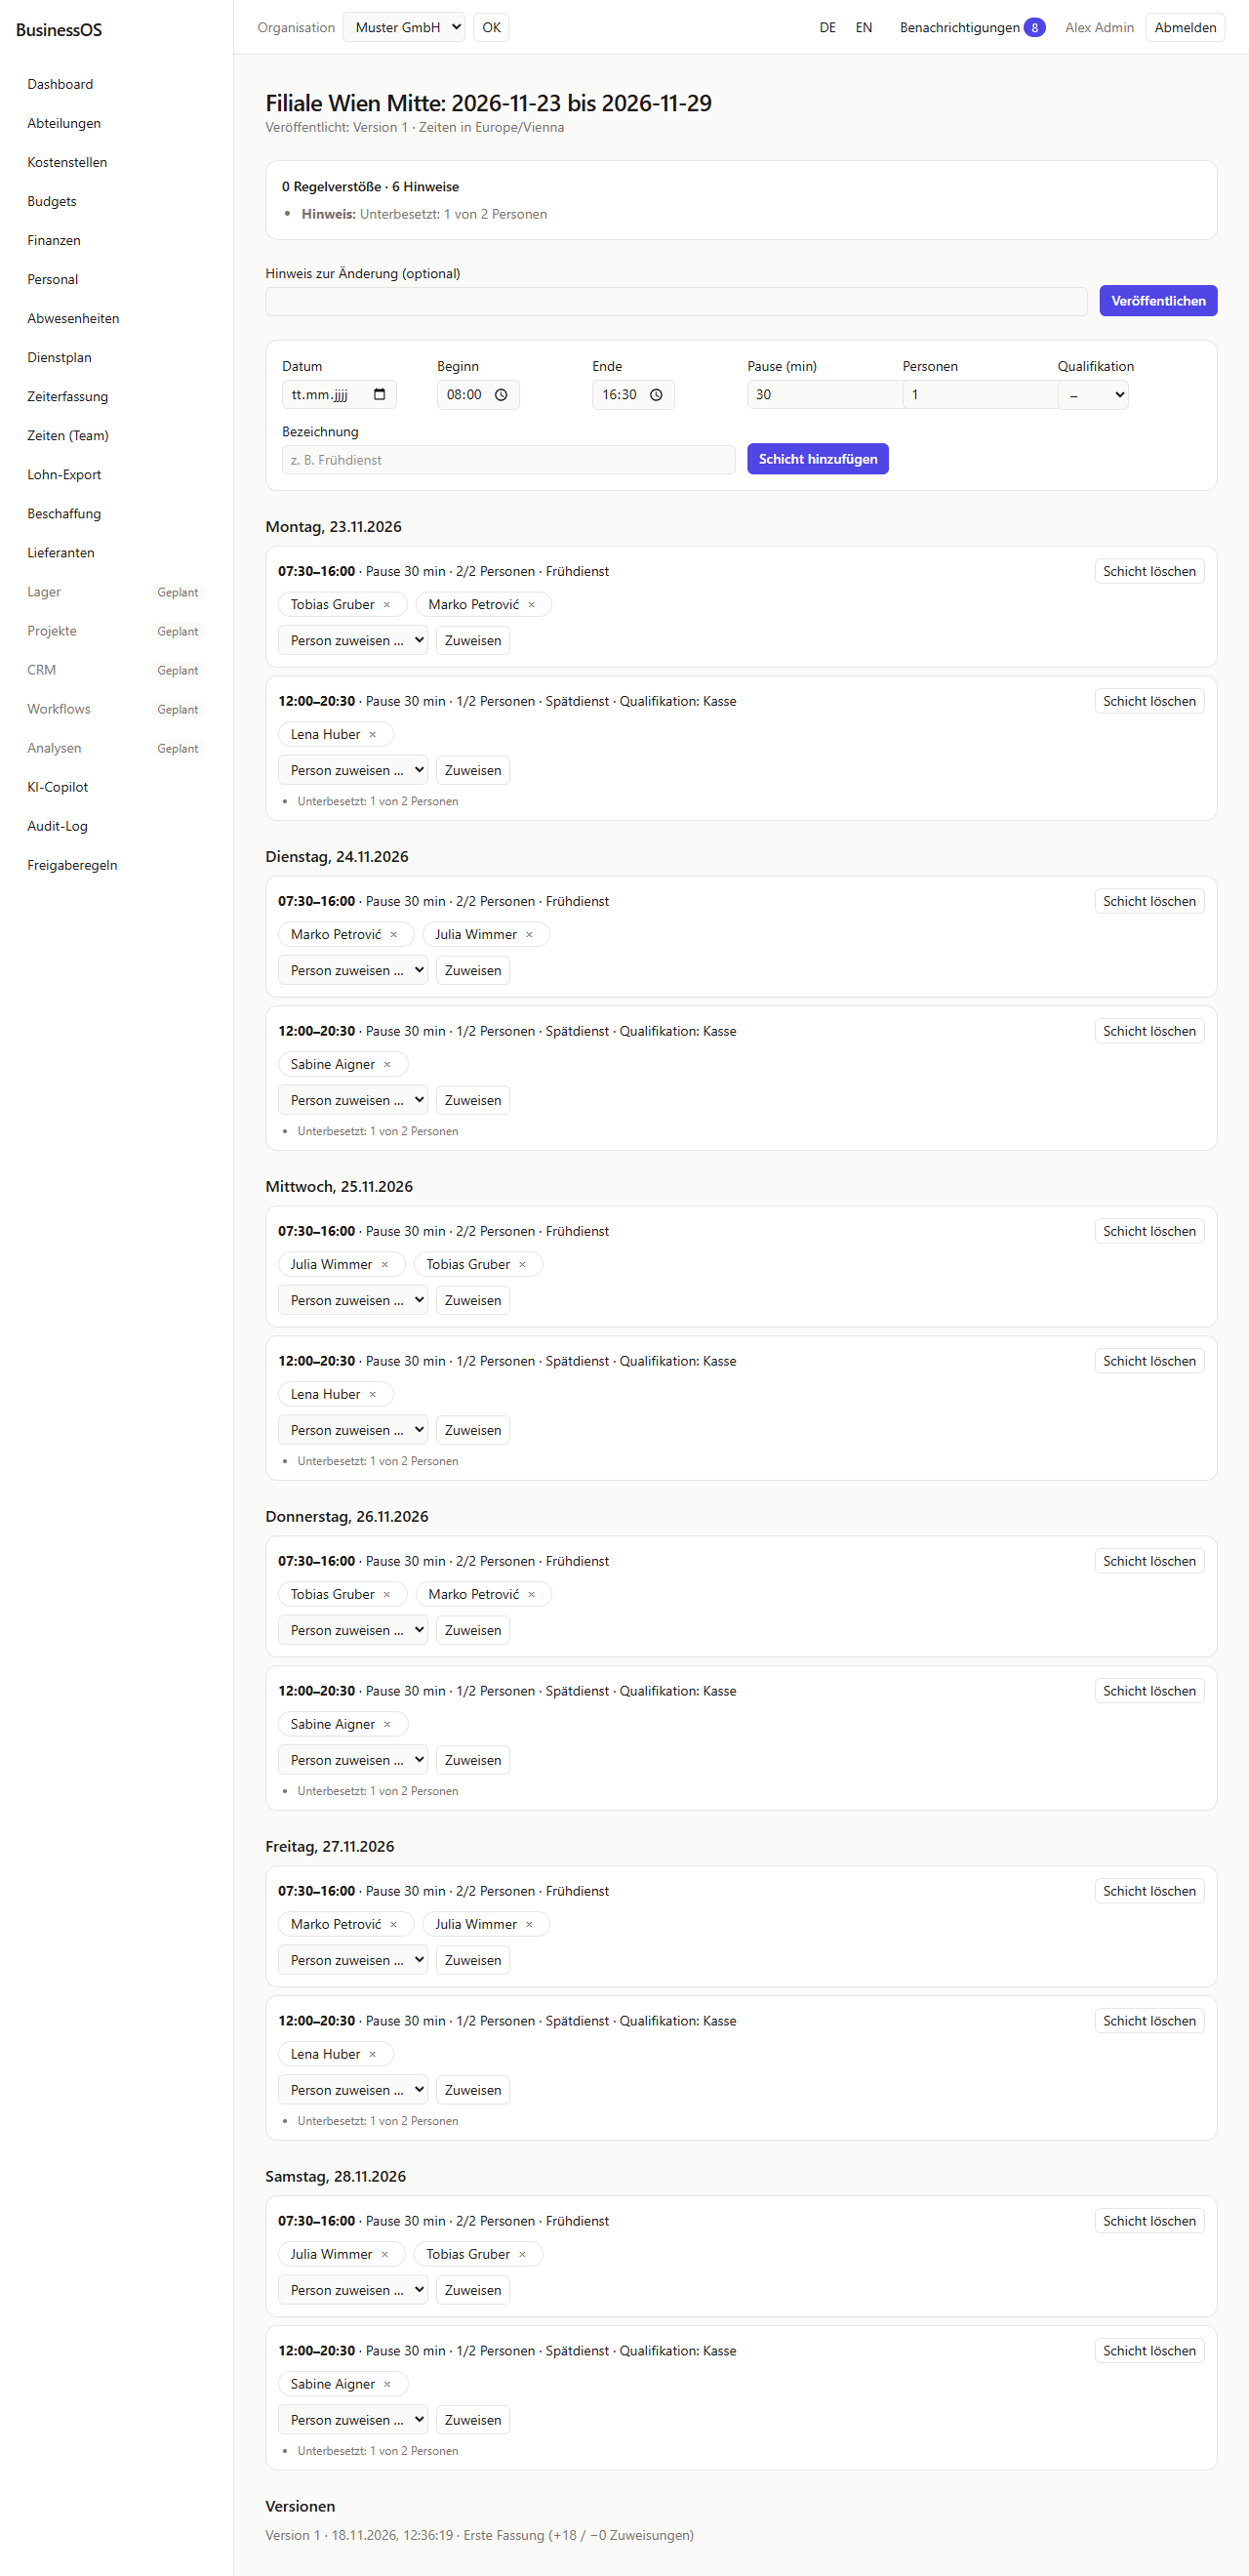 BusinessOS
Organisation Muster GmbH OK DE EN Benachrichtigungen 8 Alex Admin Abmelden
Dashboard
Abteilungen
Kostenstellen
Budgets
Finanzen
Personal
Abwesenheiten
Dienstplan
Zeiterfassung
Zeiten (Team)
Lohn-Export
Beschaffung
Lieferanten
Lager Geplant
Projekte Geplant
CRM Geplant
Workflows Geplant
Analysen Geplant
KI-Copilot
Audit-Log
Freigaberegeln
Filiale Wien Mitte: 2026-11-23 bis 2026-11-29
Veröffentlicht: Version 1 · Zeiten in Europe/Vienna
0 Regelverstöße · 6 Hinweise
• Hinweis: Unterbesetzt: 1 von 2 Personen
Hinweis zur Änderung (optional)
Veröffentlichen
Datum Beginn Ende Pause (min) Personen Qualifikation
tt.mm.jjjj 08:00 16:30 30 1 –
Bezeichnung
z. B. Frühdienst Schicht hinzufügen
Montag, 23.11.2026
07:30–16:00 · Pause 30 min · 2/2 Personen · Frühdienst Schicht löschen
Tobias Gruber × Marko Petrović ×
Person zuweisen ... Zuweisen
12:00–20:30 · Pause 30 min · 1/2 Personen · Spätdienst · Qualifikation: Kasse Schicht löschen
Lena Huber ×
Person zuweisen ... Zuweisen
• Unterbesetzt: 1 von 2 Personen
Dienstag, 24.11.2026
07:30–16:00 · Pause 30 min · 2/2 Personen · Frühdienst Schicht löschen
Marko Petrović × Julia Wimmer ×
Person zuweisen ... Zuweisen
12:00–20:30 · Pause 30 min · 1/2 Personen · Spätdienst · Qualifikation: Kasse Schicht löschen
Sabine Aigner ×
Person zuweisen ... Zuweisen
• Unterbesetzt: 1 von 2 Personen
Mittwoch, 25.11.2026
07:30–16:00 · Pause 30 min · 2/2 Personen · Frühdienst Schicht löschen
Julia Wimmer × Tobias Gruber ×
Person zuweisen ... Zuweisen
12:00–20:30 · Pause 30 min · 1/2 Personen · Spätdienst · Qualifikation: Kasse Schicht löschen
Lena Huber ×
Person zuweisen ... Zuweisen
• Unterbesetzt: 1 von 2 Personen
Donnerstag, 26.11.2026
07:30–16:00 · Pause 30 min · 2/2 Personen · Frühdienst Schicht löschen
Tobias Gruber × Marko Petrović ×
Person zuweisen ... Zuweisen
12:00–20:30 · Pause 30 min · 1/2 Personen · Spätdienst · Qualifikation: Kasse Schicht löschen
Sabine Aigner ×
Person zuweisen ... Zuweisen
• Unterbesetzt: 1 von 2 Personen
Freitag, 27.11.2026
07:30–16:00 · Pause 30 min · 2/2 Personen · Frühdienst Schicht löschen
Marko Petrović × Julia Wimmer ×
Person zuweisen ... Zuweisen
12:00–20:30 · Pause 30 min · 1/2 Personen · Spätdienst · Qualifikation: Kasse Schicht löschen
Lena Huber ×
Person zuweisen ... Zuweisen
• Unterbesetzt: 1 von 2 Personen
Samstag, 28.11.2026
07:30–16:00 · Pause 30 min · 2/2 Personen · Frühdienst Schicht löschen
Julia Wimmer × Tobias Gruber ×
Person zuweisen ... Zuweisen
12:00–20:30 · Pause 30 min · 1/2 Personen · Spätdienst · Qualifikation: Kasse Schicht löschen
Sabine Aigner ×
Person zuweisen ... Zuweisen
• Unterbesetzt: 1 von 2 Personen
Versionen
Version 1 · 18.11.2026, 12:36:19 · Erste Fassung (+18 / −0 Zuweisungen)